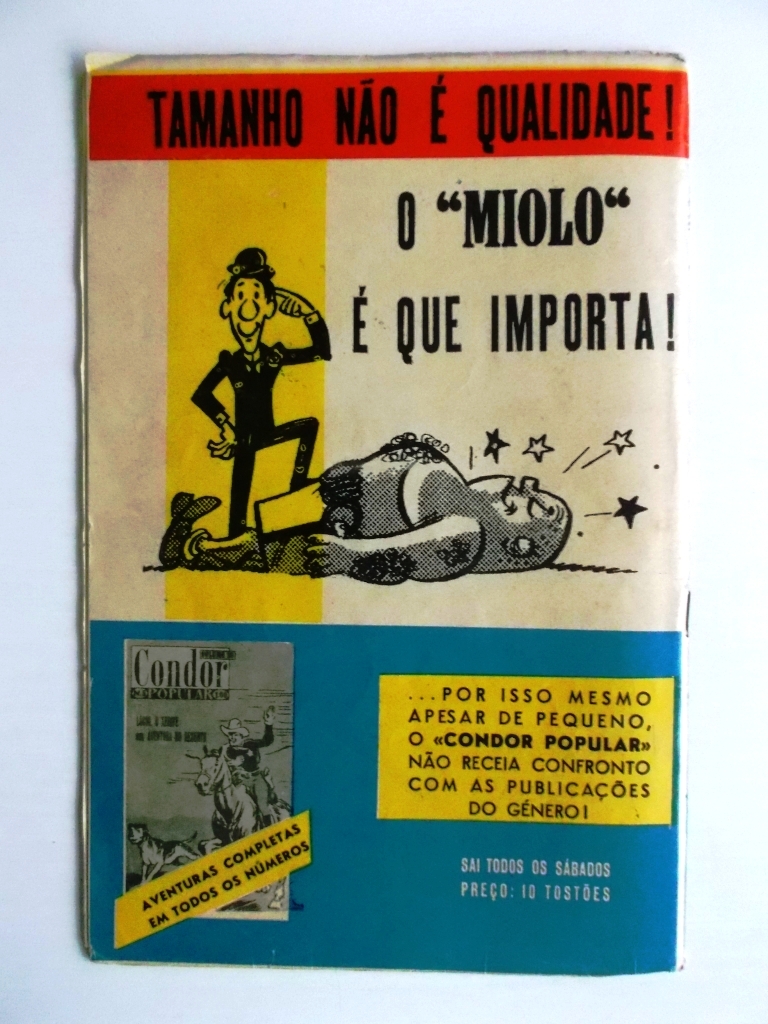 TAMANHO NÃO É QUALIDADE!
O “MIOLO“
É QUE IMPORTA!
Condor
POPULAR
...POR ISSO MESMO
APESAR DE PEQUENO,
O «CONDOR POPULAR»
NÃO RECEIA CONFRONTO
COM AS PUBLICAÇÕES
DO GÉNERO!
AVENTURAS COMPLETAS
EM TODOS OS NÚMEROS
SAI TODOS OS SÁBADOS
PREÇO: 10 TOSTÕES